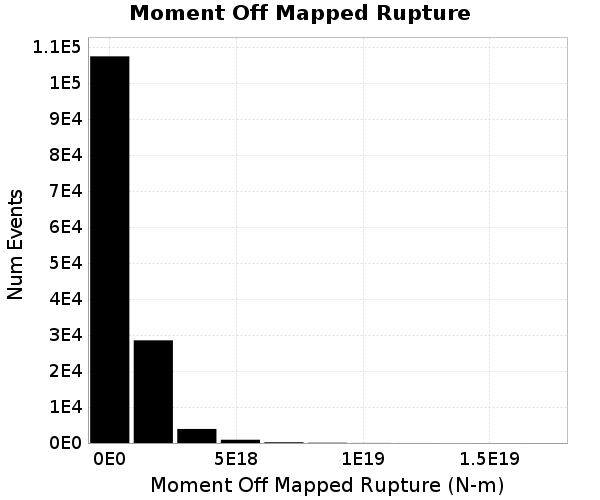 Moment Off Mapped Rupture
1.1E5
1E5
9E4
8E4
7E4
6E4
5E4
4E4
3E4
2E4
1E4
0E0
Num Events
0E0 5E18 1E19 1.5E19
Moment Off Mapped Rupture (N-m)